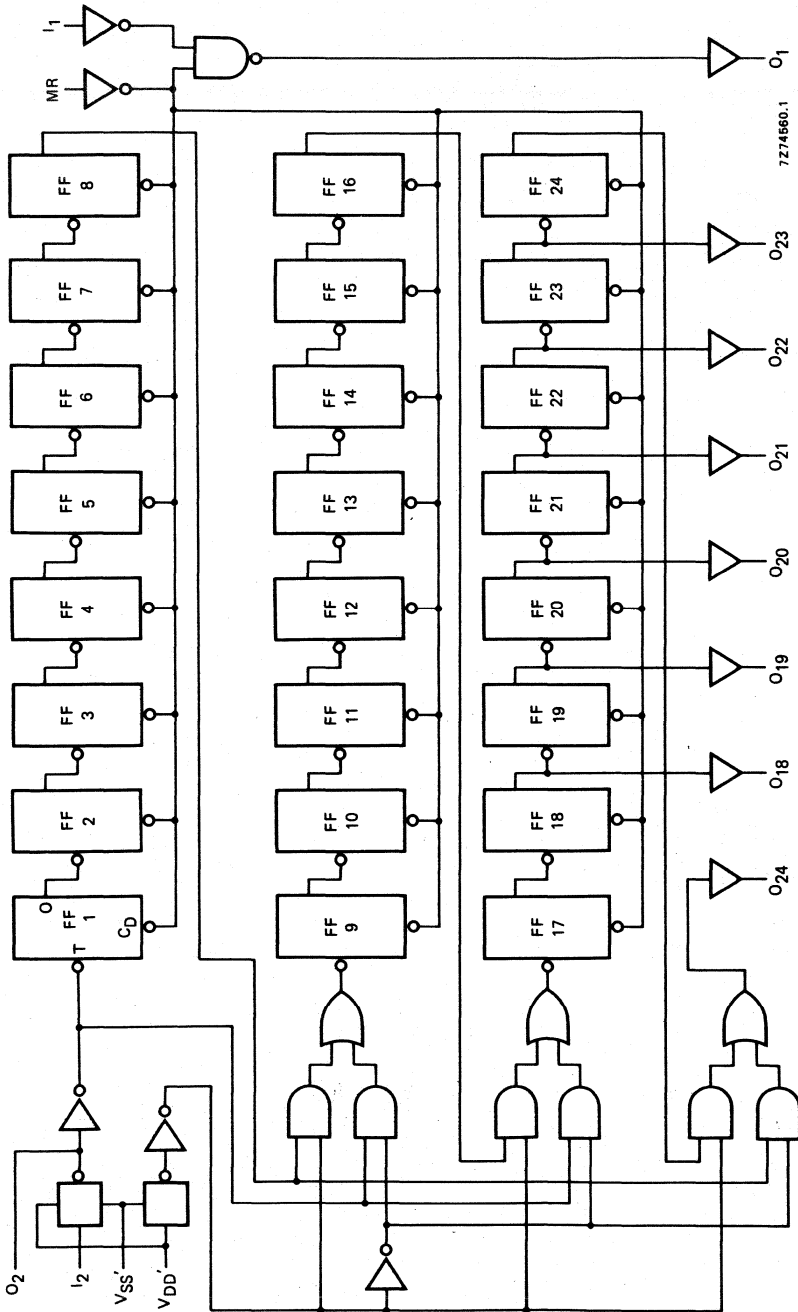 I1
MR
FF 8
FF 7
FF 6
FF 5
FF 4
FF 3
FF 2
O
FF 1
T
CD
FF 16
FF 15
FF 14
FF 13
FF 12
FF 11
FF 10
FF 9
FF 24
FF 23
FF 22
FF 21
FF 20
FF 19
FF 18
FF 17
O2
I2
VSS'
VDD'
O1
O23
O22
O21
O20
O19
O18
O24
7Z74560.1